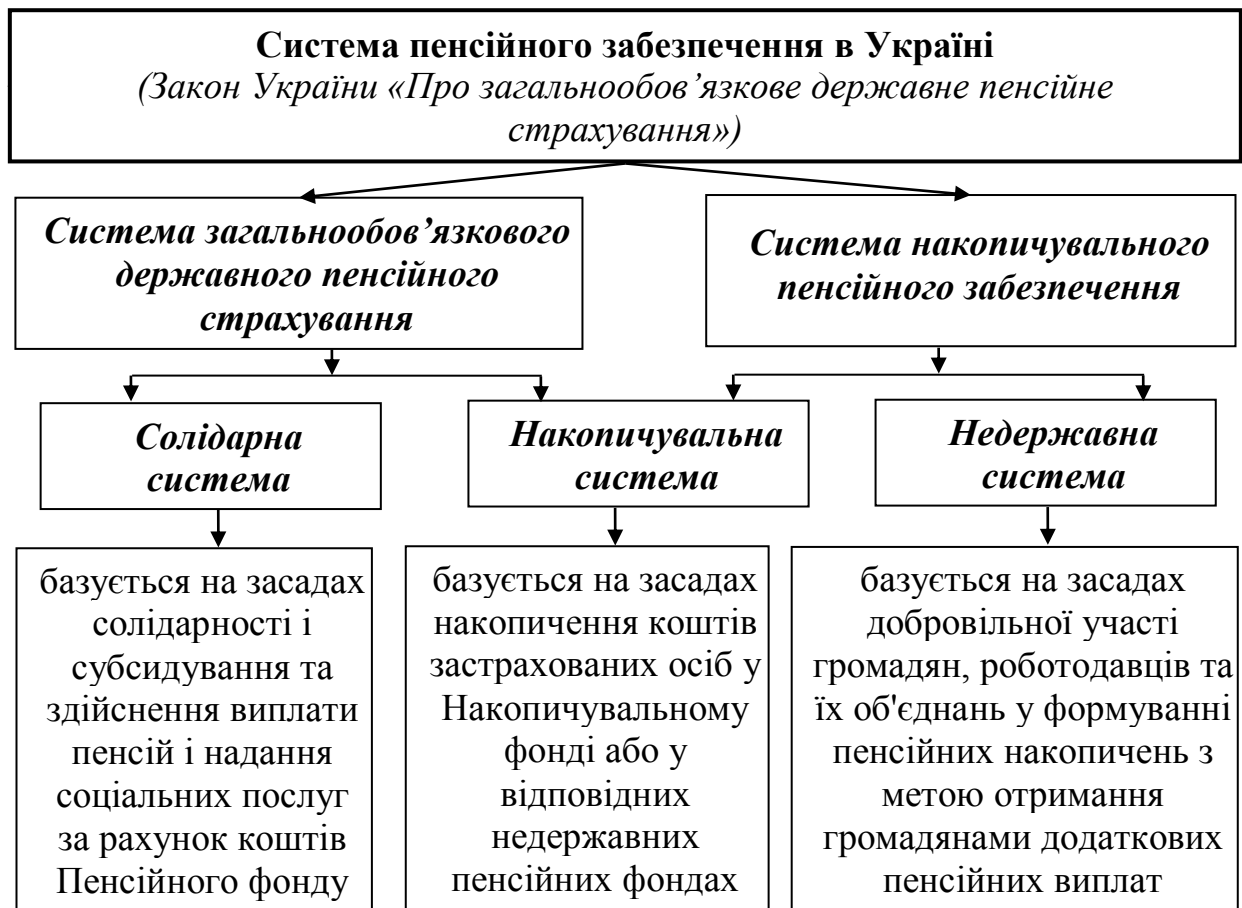 Система пенсійного забезпечення в Україні
(Закон України «Про загальнообов’язкове державне пенсійне
страхування»)
Система загальнообов’язкового
державного пенсійного
страхування
Система накопичувального
пенсійного забезпечення
Солідарна
система
Накопичувальна
система
Недержавна
система
базується на засадах
солідарності і
субсидування та
здійснення виплати
пенсій і надання
соціальних послуг
за рахунок коштів
Пенсійного фонду
базується на засадах
накопичення коштів
застрахованих осіб у
Накопичувальному
фонді або у
відповідних
недержавних
пенсійних фондах
базується на засадах
добровільної участі
громадян, роботодавців та
їх об'єднань у формуванні
пенсійних накопичень з
метою отримання
громадянами додаткових
пенсійних виплат